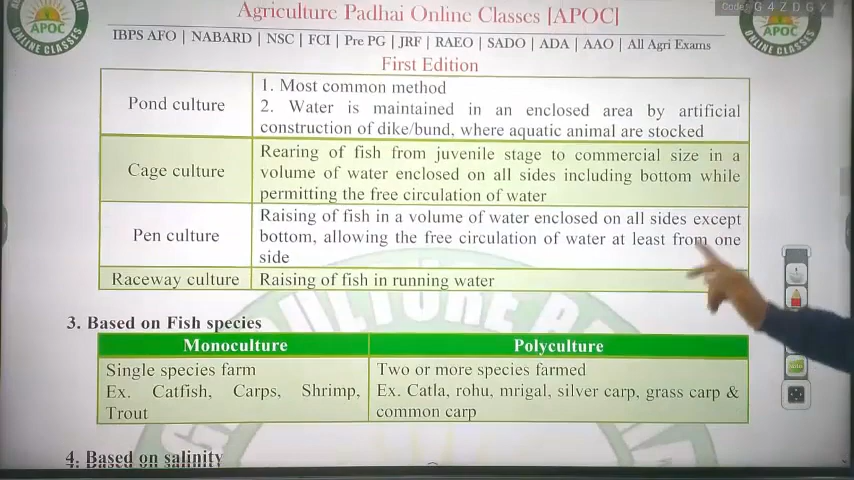 Agriculture Padhai Online Classes [APOC]
Code: G 4 Z D G X
APOC
ONLINE CLASSES
APOC
ONLINE CLASSES
IBPS AFO | NABARD | NSC | FCI | Pre PG | JRF | RAEO | SADO | ADA | AAO | All Agri Exams
First Edition
Pond culture
1. Most common method
2. Water is maintained in an enclosed area by artificial
construction of dike/bund, where aquatic animal are stocked
Cage culture
Rearing of fish from juvenile stage to commercial size in a
volume of water enclosed on all sides including bottom while
permitting the free circulation of water
Pen culture
Raising of fish in a volume of water enclosed on all sides except
bottom, allowing the free circulation of water at least from one
side
Raceway culture
Raising of fish in running water
3. Based on Fish species
Monoculture
Polyculture
Single species farm
Ex. Catfish, Carps, Shrimp,
Trout
Two or more species farmed
Ex. Catla, rohu, mrigal, silver carp, grass carp &
common carp
4. Based on salinity